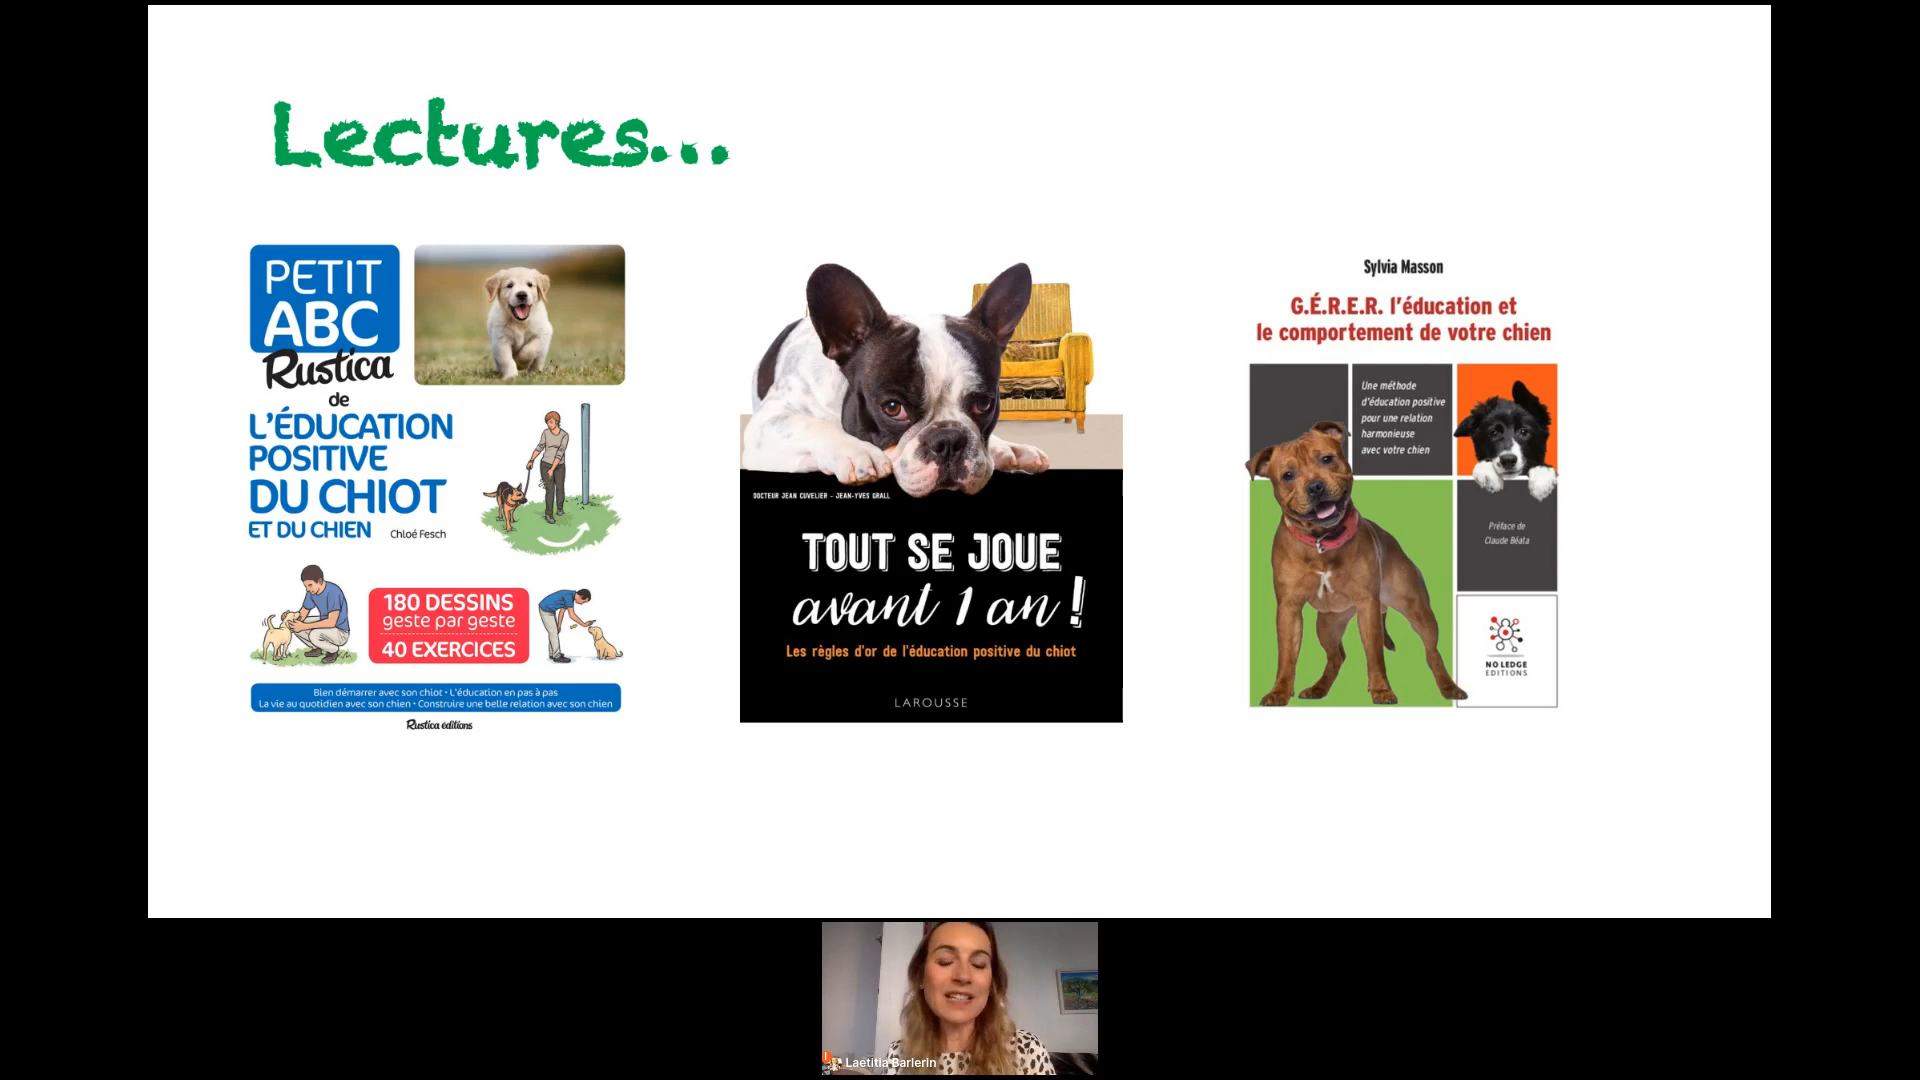 Lectures...
PETIT
ABC
Rustica
de
L'ÉDUCATION
POSITIVE
DU CHIOT
ET DU CHIEN
Chloé Fesch
180 DESSINS
geste par geste
40 EXERCICES
Bien démarrer avec son chiot • L'éducation en pas à pas
La vie au quotidien avec son chien • Construire une belle relation avec son chien
Rustica éditions
DOCTEUR JEAN CUVELIER - JEAN-YVES GRALL
TOUT SE JOUE
avant 1 an !
Les règles d'or de l'éducation positive du chiot
LAROUSSE
Sylvia Masson
G.É.R.E.R. l'éducation et
le comportement de votre chien
Une méthode
d'éducation positive
pour une relation
harmonieuse
avec votre chien
Préface de
Claude Béata
NO LEDGE
EDITIONS
Laetitia Barlerin